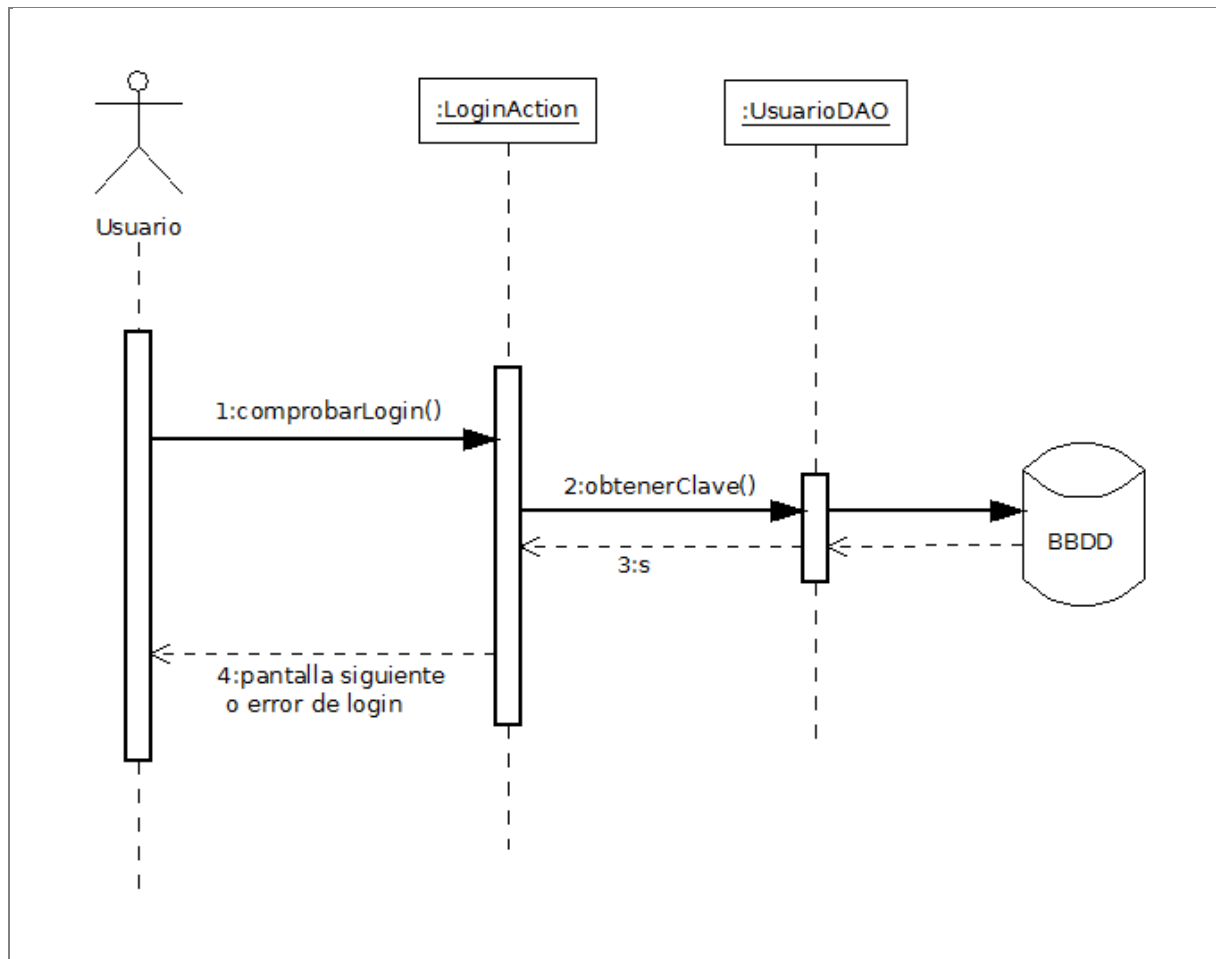 :LoginAction
:UsuarioDAO
Usuario
1:comprobarLogin()
2:obtenerClave()
BBDD
3:s
4:pantalla siguiente
o error de login